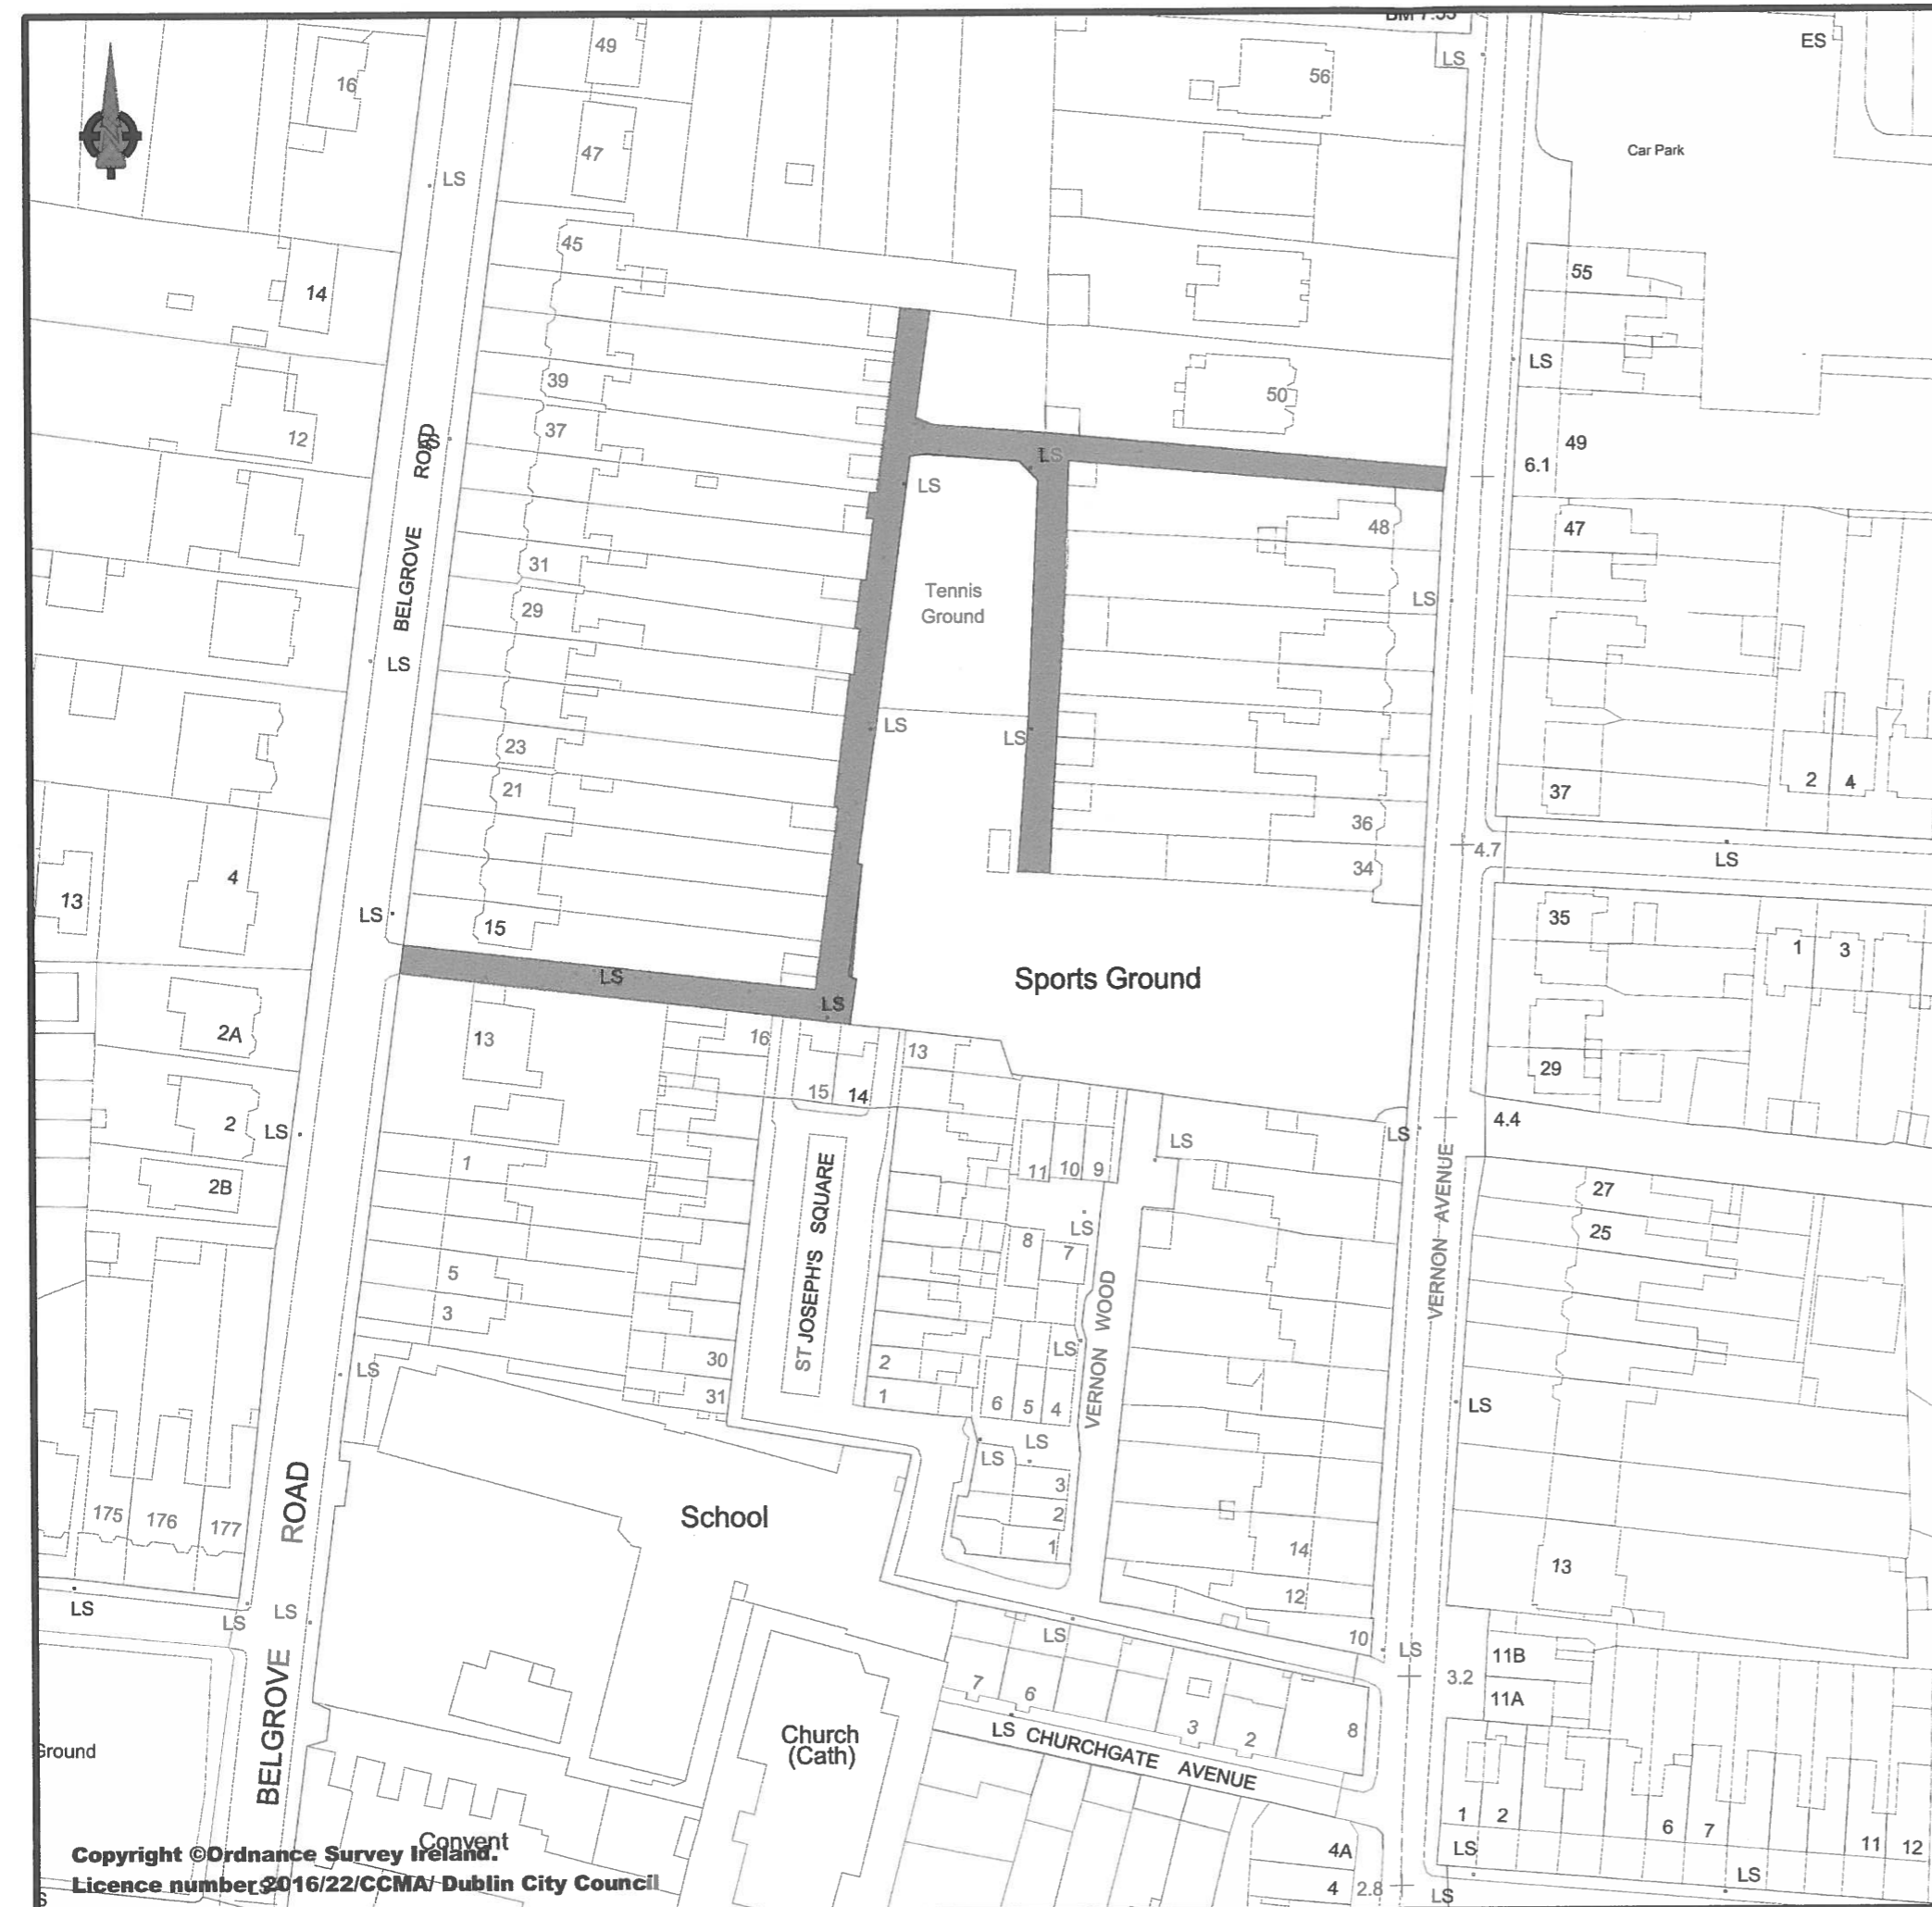 BM 7.53
ES
49
56
LS
16
Car Park
47
LS
45
55
14
LS
39
50
12
37
BELGROVE ROAD
LS
LS
49
6.1
LS
48
47
31
Tennis
Ground
LS
29
LS
23
LS
LS
21
37
2
4
36
4.7
LS
34
4
13
LS
15
35
1
3
LS
Sports Ground
LS
2A
13
16
13
29
15
14
2
LS
LS
LS
4.4
1
11
10
9
2B
ST JOSEPH'S SQUARE
27
LS
25
8
7
VERNON AVENUE
5
3
VERNON WOOD
LS
30
2
LS
31
1
6
5
4
LS
LS
LS
BELGROVE ROAD
175
176
177
School
3
2
1
14
13
12
LS
LS
LS
LS
10
LS
11B
3.2
11A
7
6
3
2
8
Church
(Cath)
LS
CHURCHGATE AVENUE
Ground
1
2
6
7
11
12
Convent
4A
LS
LS
4
2.8
LS
Copyright ©Ordnance Survey Ireland.
Licence number 2016/22/CCMA/ Dublin City Council